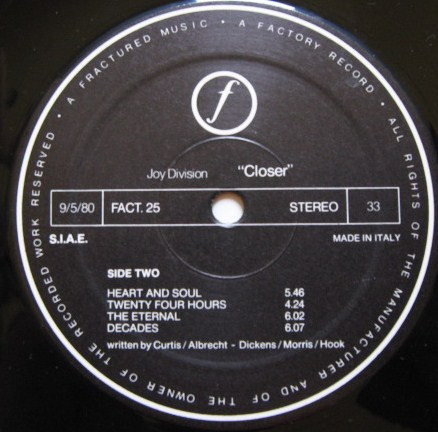 A FRACTURED MUSIC • A FACTORY RECORD • ALL RIGHTS OF THE MANUFACTURER AND OF THE OWNER OF THE RECORDED WORK RESERVED •
f
Joy Division "Closer"
9/5/80 FACT. 25 STEREO 33
S.I.A.E. MADE IN ITALY
SIDE TWO
HEART AND SOUL 5.46
TWENTY FOUR HOURS 4.24
THE ETERNAL 6.02
DECADES 6.07
written by Curtis/Albrecht - Dickens/Morris/Hook